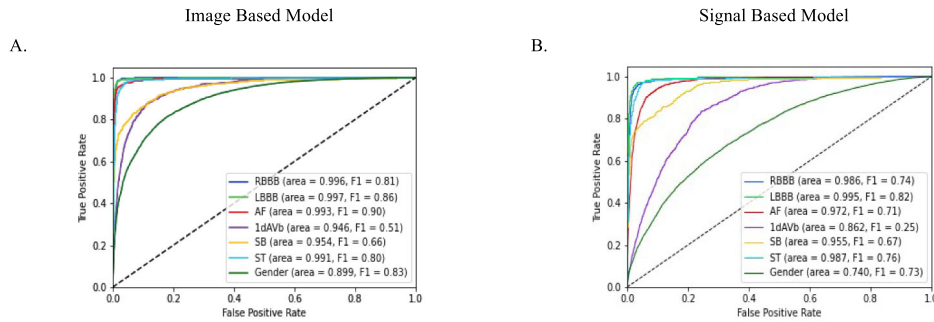 Image Based Model
Signal Based Model
A.
B.
True Positive Rate
1.0
0.8
0.6
0.4
0.2
0.0
RBBB (area = 0.996, F1 = 0.81)
LBBB (area = 0.997, F1 = 0.86)
AF (area = 0.993, F1 = 0.90)
1dAVb (area = 0.946, F1 = 0.51)
SB (area = 0.954, F1 = 0.66)
ST (area = 0.991, F1 = 0.80)
Gender (area = 0.899, F1 = 0.83)
0.0 0.2 0.4 0.6 0.8 1.0
False Positive Rate
True Positive Rate
1.0
0.8
0.6
0.4
0.2
0.0
RBBB (area = 0.986, F1 = 0.74)
LBBB (area = 0.995, F1 = 0.82)
AF (area = 0.972, F1 = 0.71)
1dAVb (area = 0.862, F1 = 0.25)
SB (area = 0.955, F1 = 0.67)
ST (area = 0.987, F1 = 0.76)
Gender (area = 0.740, F1 = 0.73)
0.0 0.2 0.4 0.6 0.8 1.0
False Positive Rate